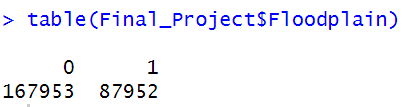 > table(Final_Project$Floodplain)
0 1
167953 87952